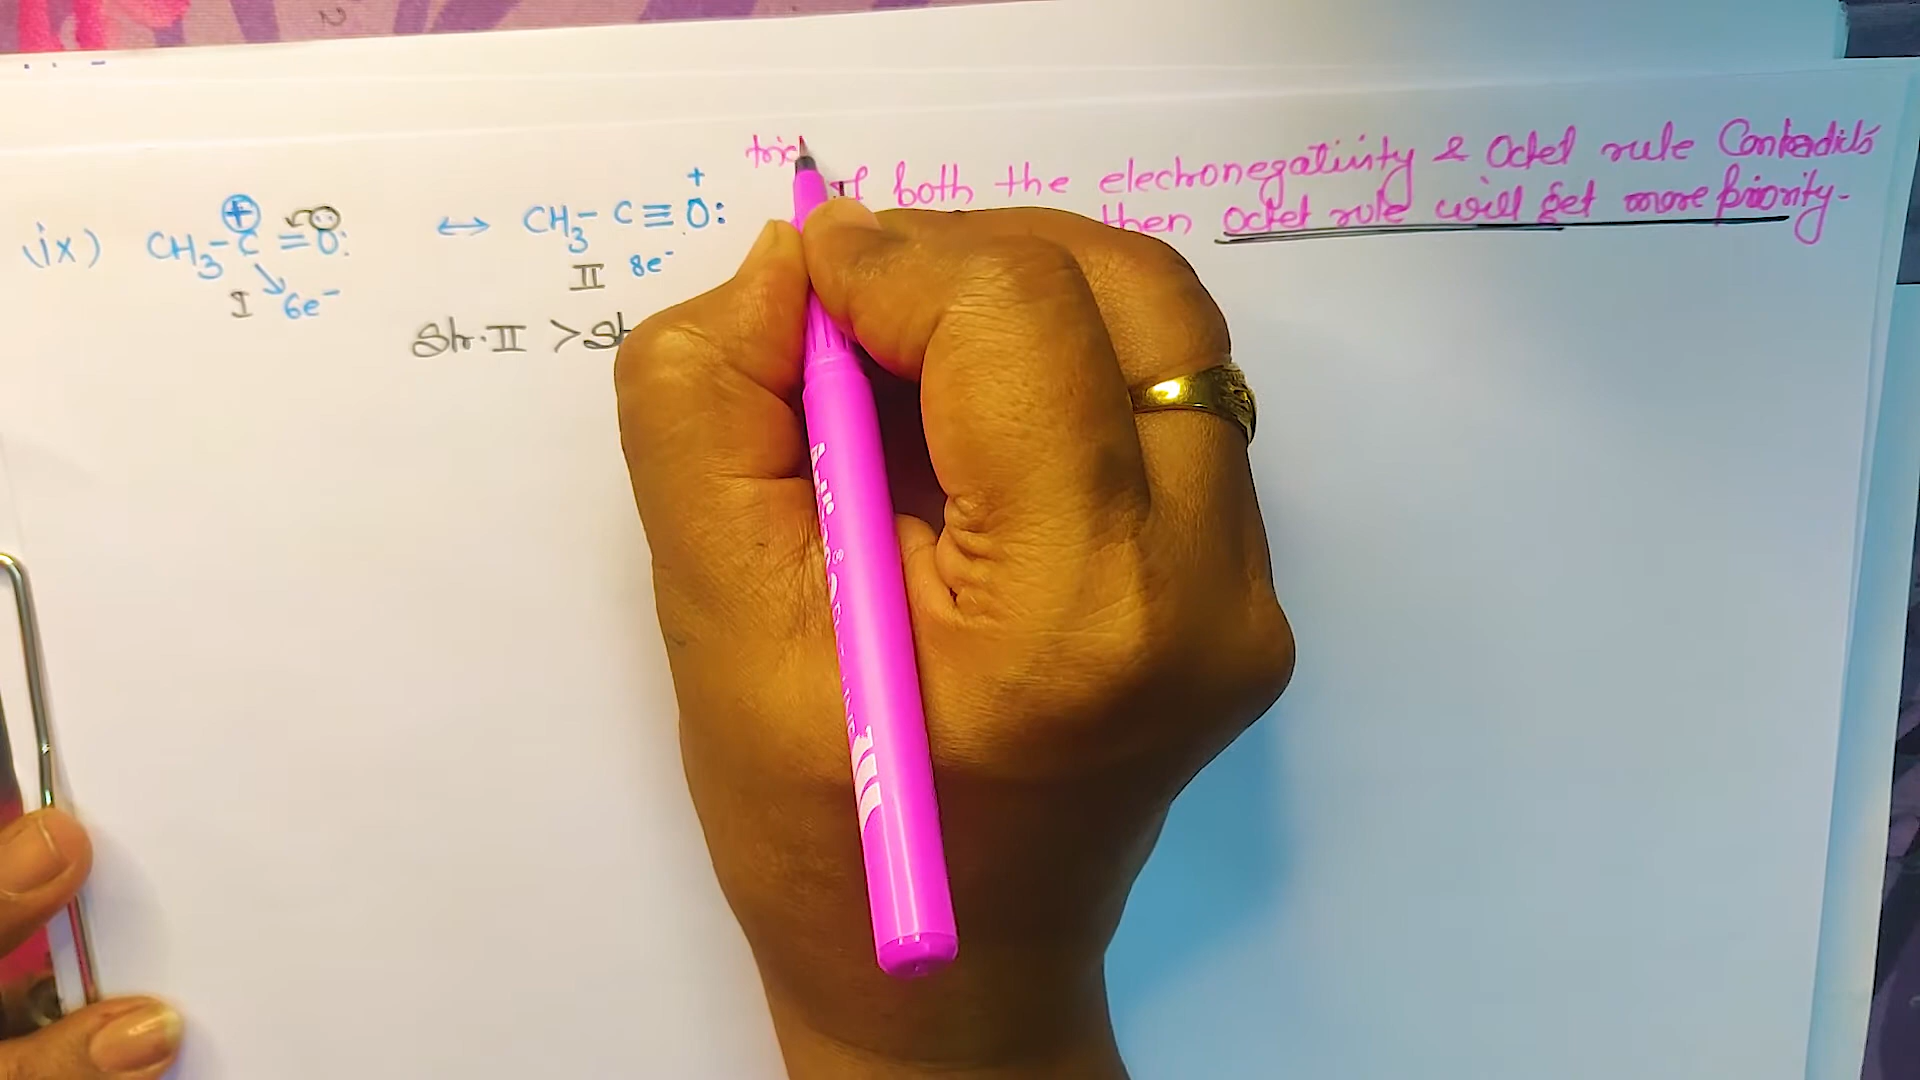 tric
If both the electronegativity & Octet rule Contradicts
then octet rule will get more priority.
ix) CH3-C=O: ↔ CH3-C≡O:
+ +
I 6e- II 8e-
Str.II > St